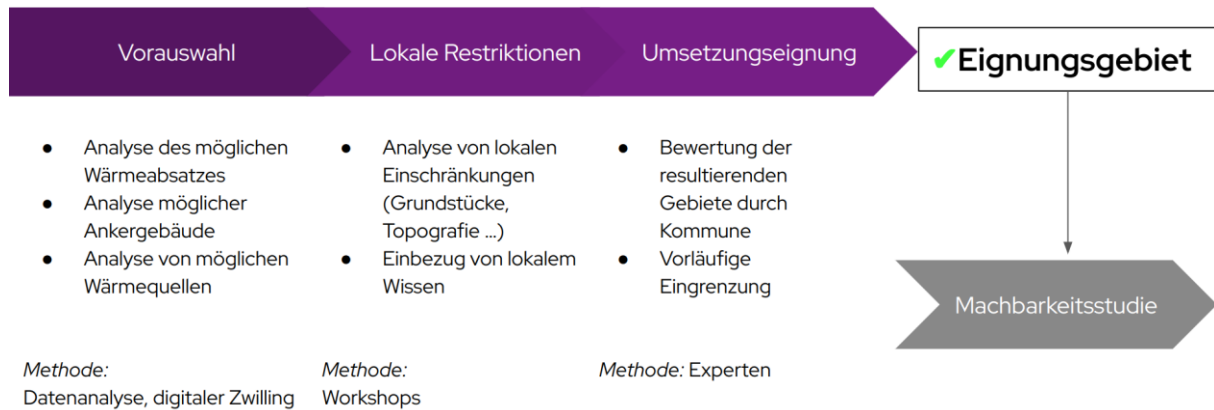 Vorauswahl
Lokale Restriktionen
Umsetzungseignung
✔Eignungsgebiet
● Analyse des möglichen
Wärmeabsatzes
● Analyse möglicher
Ankergebäude
● Analyse von möglichen
Wärmequellen
● Analyse von lokalen
Einschränkungen
(Grundstücke,
Topografie ...)
● Einbezug von lokalem
Wissen
● Bewertung der
resultierenden
Gebiete durch
Kommune
● Vorläufige
Eingrenzung
Machbarkeitsstudie
Methode:
Datenanalyse, digitaler Zwilling
Methode:
Workshops
Methode: Experten